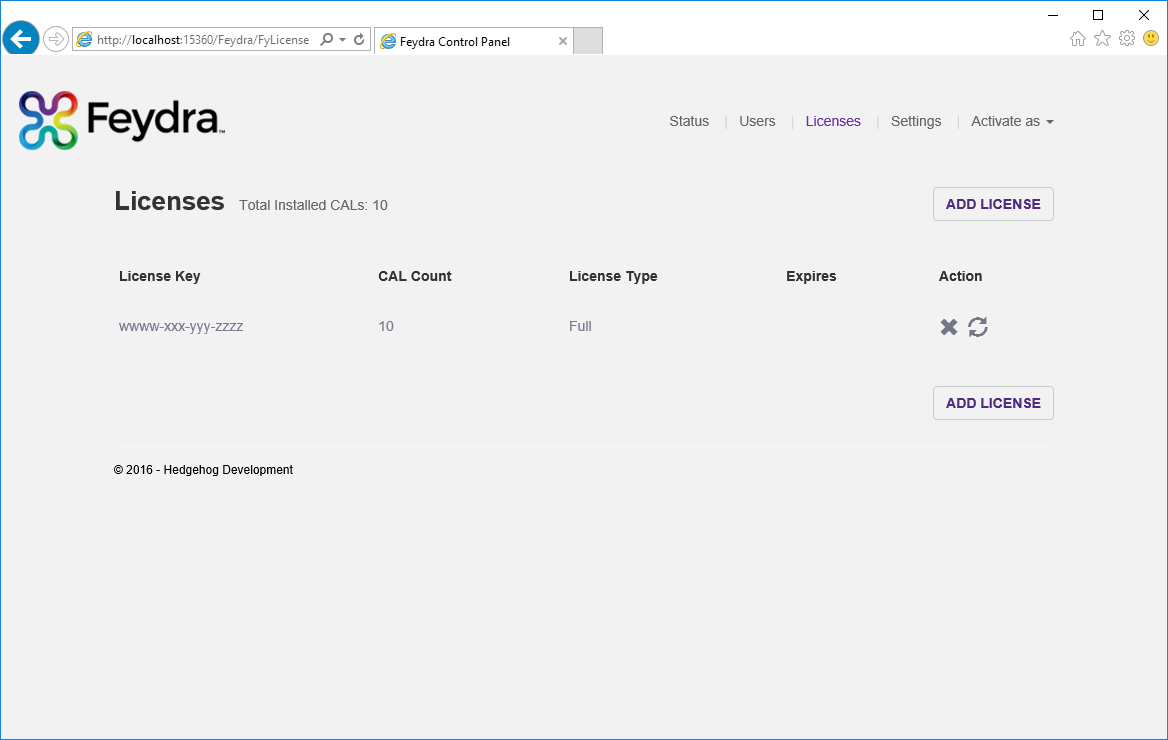 http://localhost:15360/Feydra/FyLicense
Feydra Control Panel
Feydra™
Status | Users | Licenses | Settings | Activate as
Licenses Total Installed CALs: 10
ADD LICENSE
License Key CAL Count License Type Expires Action
wwww-xxx-yyy-zzzz 10 Full
ADD LICENSE
© 2016 - Hedgehog Development